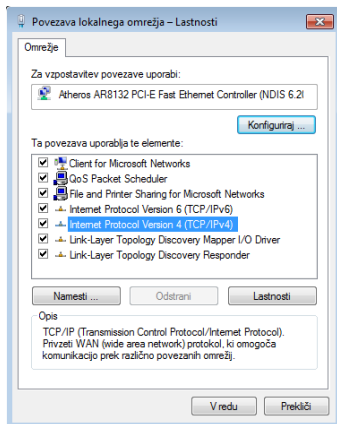 Povezava lokalnega omrežja – Lastnosti
Omrežje
Za vzpostavitev povezave uporabi:
Atheros AR8132 PCI-E Fast Ethernet Controller (NDIS 6.20
Konfiguriraj ...
Ta povezava uporablja te elemente:
Client for Microsoft Networks
QoS Packet Scheduler
File and Printer Sharing for Microsoft Networks
Internet Protocol Version 6 (TCP/IPv6)
Internet Protocol Version 4 (TCP/IPv4)
Link-Layer Topology Discovery Mapper I/O Driver
Link-Layer Topology Discovery Responder
Namesti ...
Odstrani
Lastnosti
Opis
TCP/IP (Transmission Control Protocol/Internet Protocol).
Privzeti WAN (wide area network) protokol, ki omogoča
komunikacijo prek različno povezanih omrežij.
V redu
Prekliči